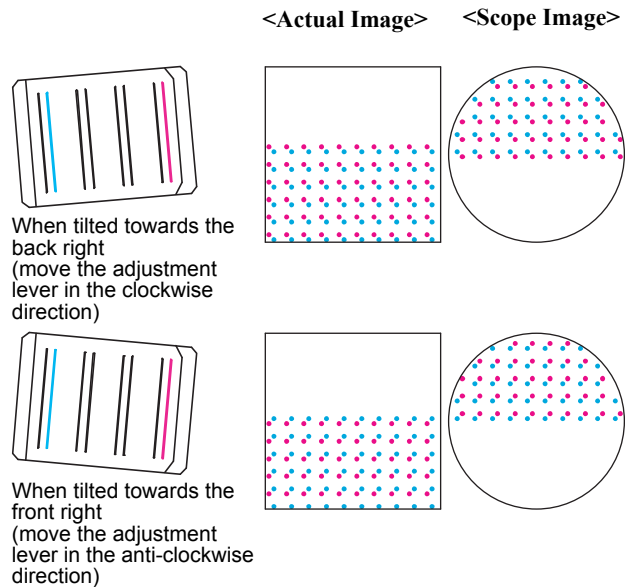 <Actual Image>
<Scope Image>
When tilted towards the
back right
(move the adjustment
lever in the clockwise
direction)
When tilted towards the
front right
(move the adjustment
lever in the anti-clockwise
direction)